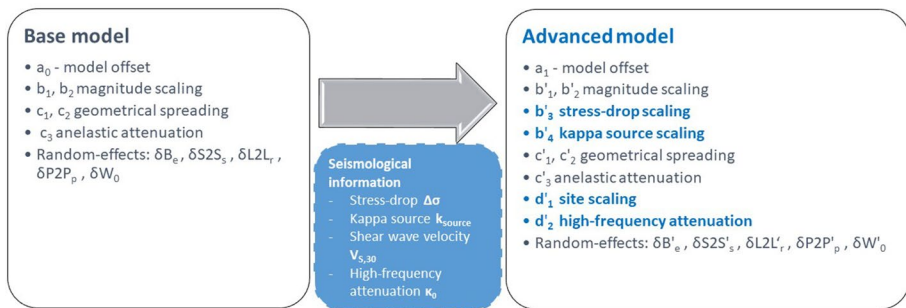 Base model
• a₀ - model offset
• b₁, b₂ magnitude scaling
• c₁, c₂ geometrical spreading
• c₃ anelastic attenuation
• Random-effects: δBₑ , δS2Sₛ , δL2Lᵣ ,
δP2Pₚ , δW₀
Seismological
information
- Stress-drop Δσ
- Kappa source k_source
- Shear wave velocity
V_S,30
- High-frequency
attenuation κ₀
Advanced model
• a₁ - model offset
• b'₁, b'₂ magnitude scaling
• b'₃ stress-drop scaling
• b'₄ kappa source scaling
• c'₁, c'₂ geometrical spreading
• c'₃ anelastic attenuation
• d'₁ site scaling
• d'₂ high-frequency attenuation
• Random-effects: δB'ₑ , δS2S'ₛ , δL2L‘ᵣ, δP2P'ₚ , δW'₀